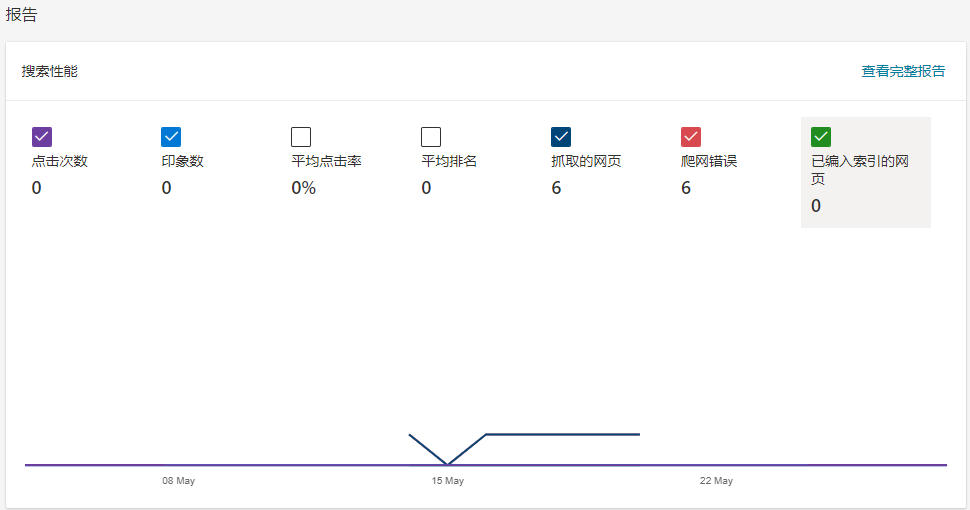 报告
搜索性能
查看完整报告
点击次数
印象数
平均点击率
平均排名
抓取的网页
爬网错误
已编入索引的网
页
0
0
0%
0
6
6
0
08 May
15 May
22 May